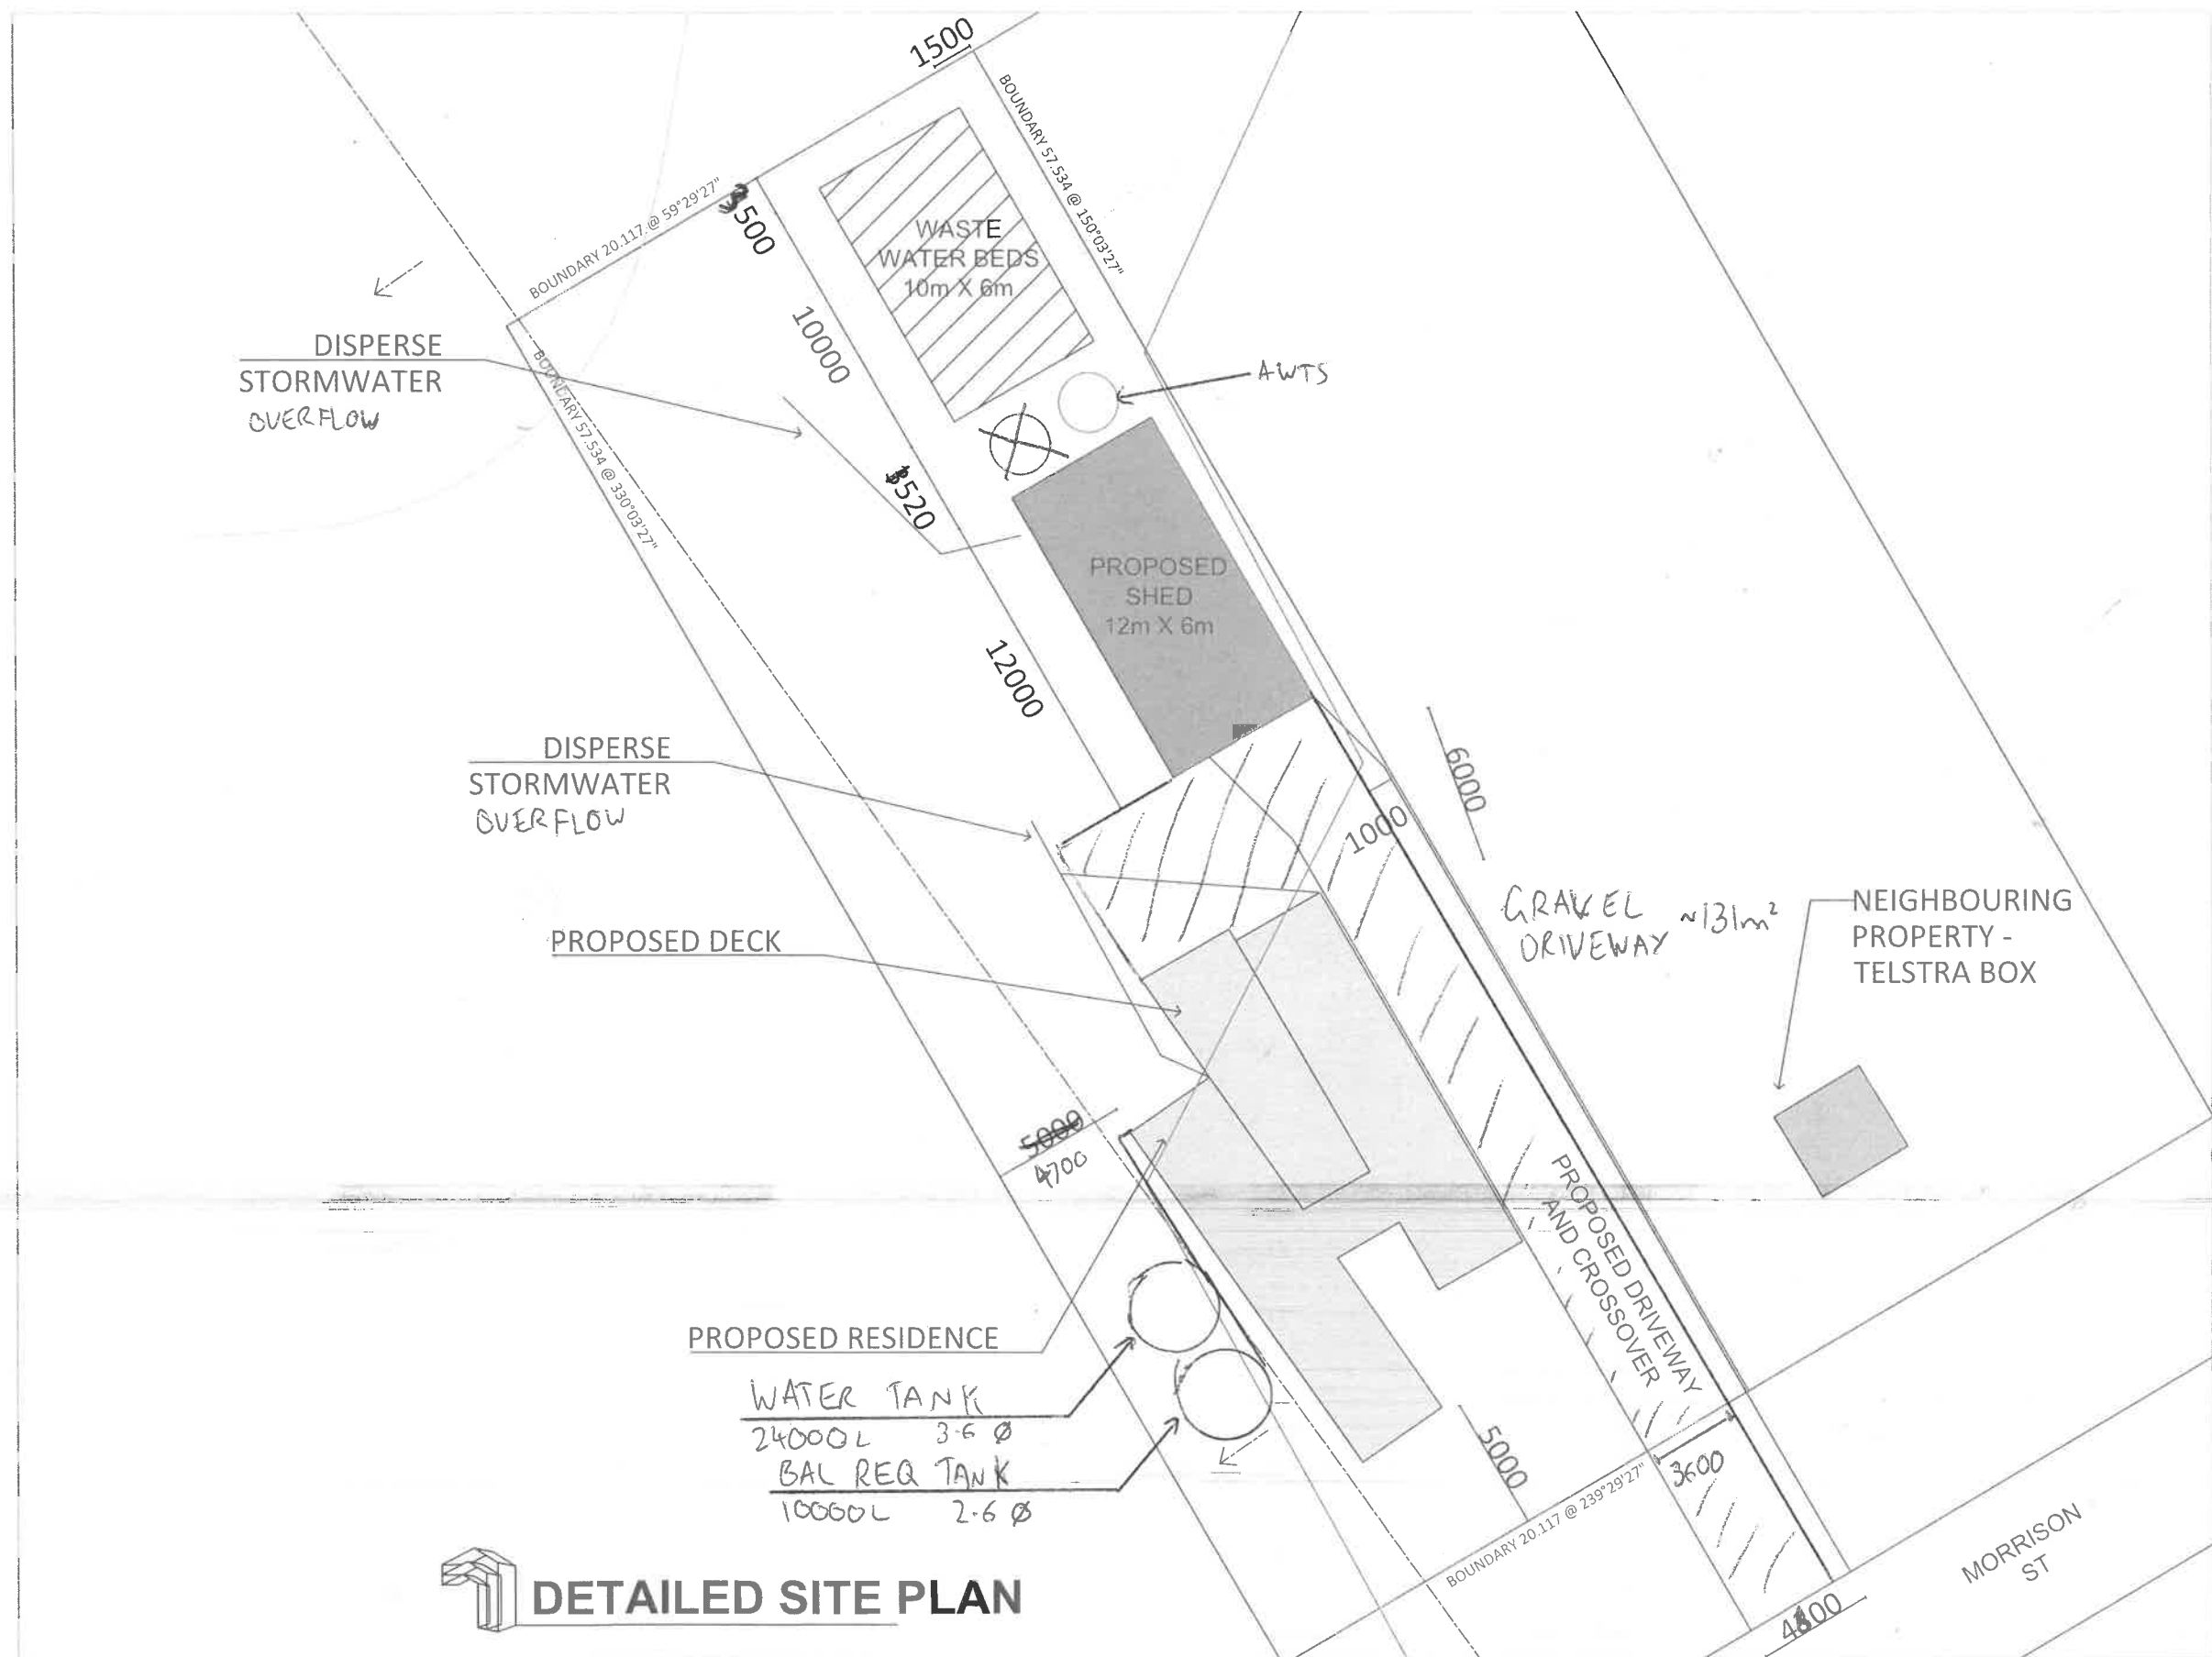 1500
BOUNDARY 57.534 @ 150°03'27"
BOUNDARY 20.117 @ 59°29'27"
WASTE
WATER BEDS
10m X 6m
10000
DISPERSE
STORMWATER
OVERFLOW
BOUNDARY 57.534 @ 330°03'27"
AWTS
PROPOSED
SHED
12m X 6m
12000
DISPERSE
STORMWATER
OVERFLOW
6000
1000
GRAVEL
DRIVEWAY ~131m²
NEIGHBOURING
PROPERTY -
TELSTRA BOX
PROPOSED DECK
5000
4700
PROPOSED DRIVEWAY
AND CROSSOVER
PROPOSED RESIDENCE
WATER TANK
24000L 3.6 Ø
BAL REQ TANK
10000L 2.6 Ø
5000
3600
BOUNDARY 20.117 @ 239°29'27"
MORRISON
ST
DETAILED SITE PLAN